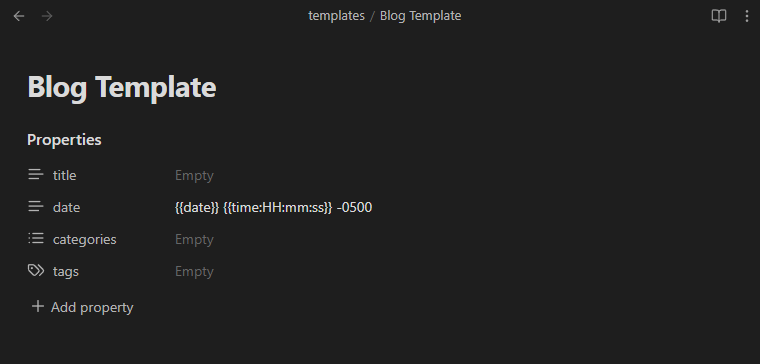 templates / Blog Template
Blog Template
Properties
title Empty
date {{date}} {{time:HH:mm:ss}} -0500
categories Empty
tags Empty
Add property